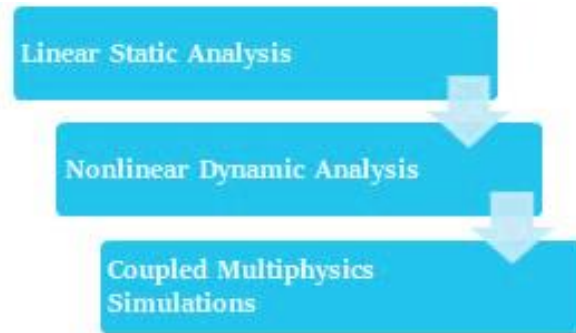 Linear Static Analysis
Nonlinear Dynamic Analysis
Coupled Multiphysics
Simulations